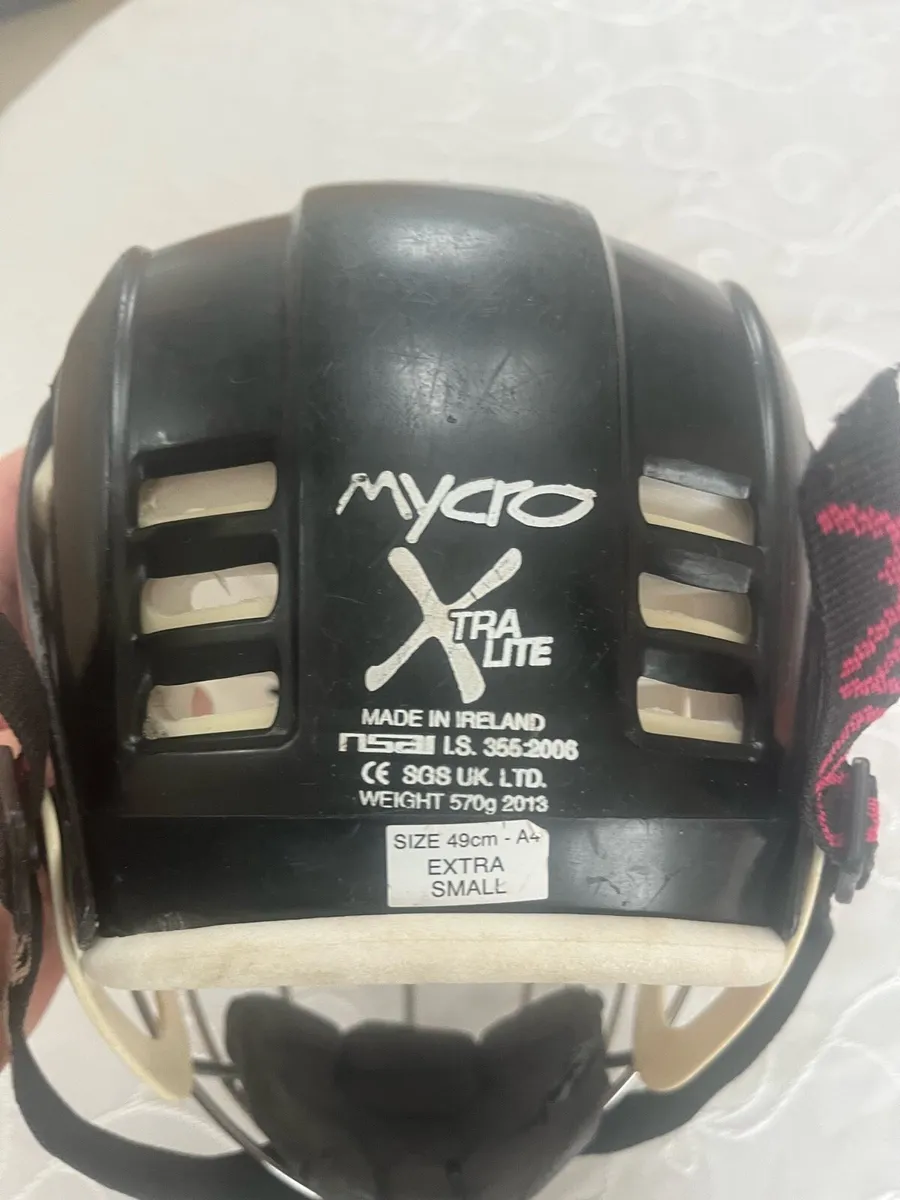 mycro
XTRA
LITE
MADE IN IRELAND
nsai I.S. 355:2006
CE SGS UK. LTD.
WEIGHT 570g 2013
SIZE 49cm - A4
EXTRA
SMALL